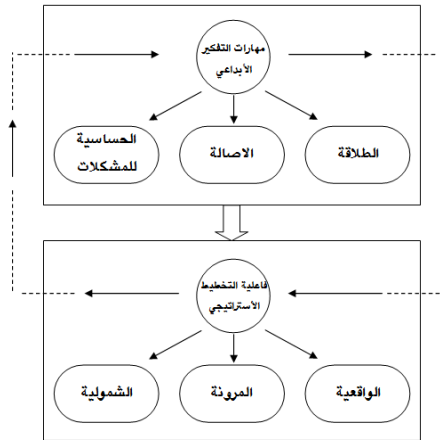 مهارات التفكير
الأبداعي
الطلاقة
الاصالة
الحساسية
للمشكلات
فاعلية التخطيط
الأستراتيجي
الواقعية
المرونة
الشمولية